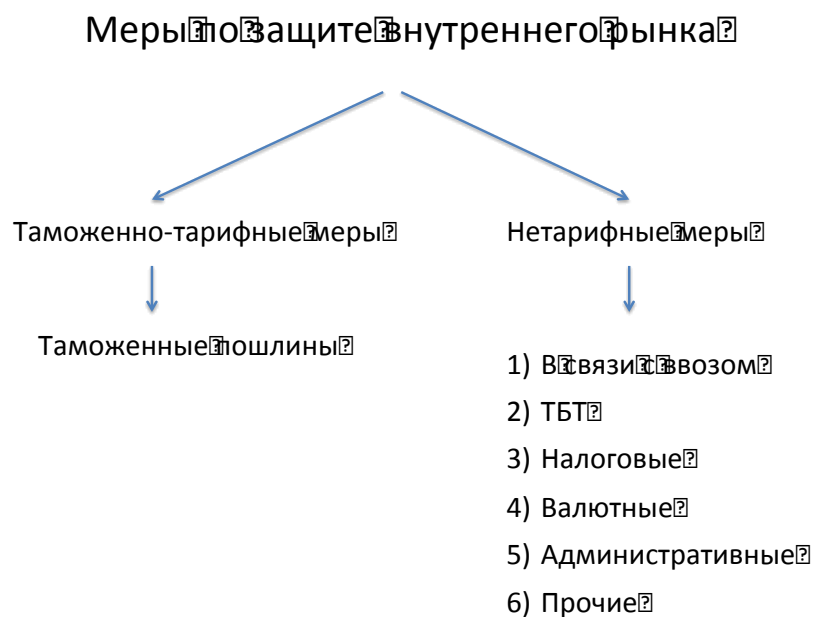 Меры по защите внутреннего рынка
Таможенно-тарифные меры
Нетарифные меры
Таможенные пошлины
1) В связи с ввозом
2) ТБТ
3) Налоговые
4) Валютные
5) Административные
6) Прочие